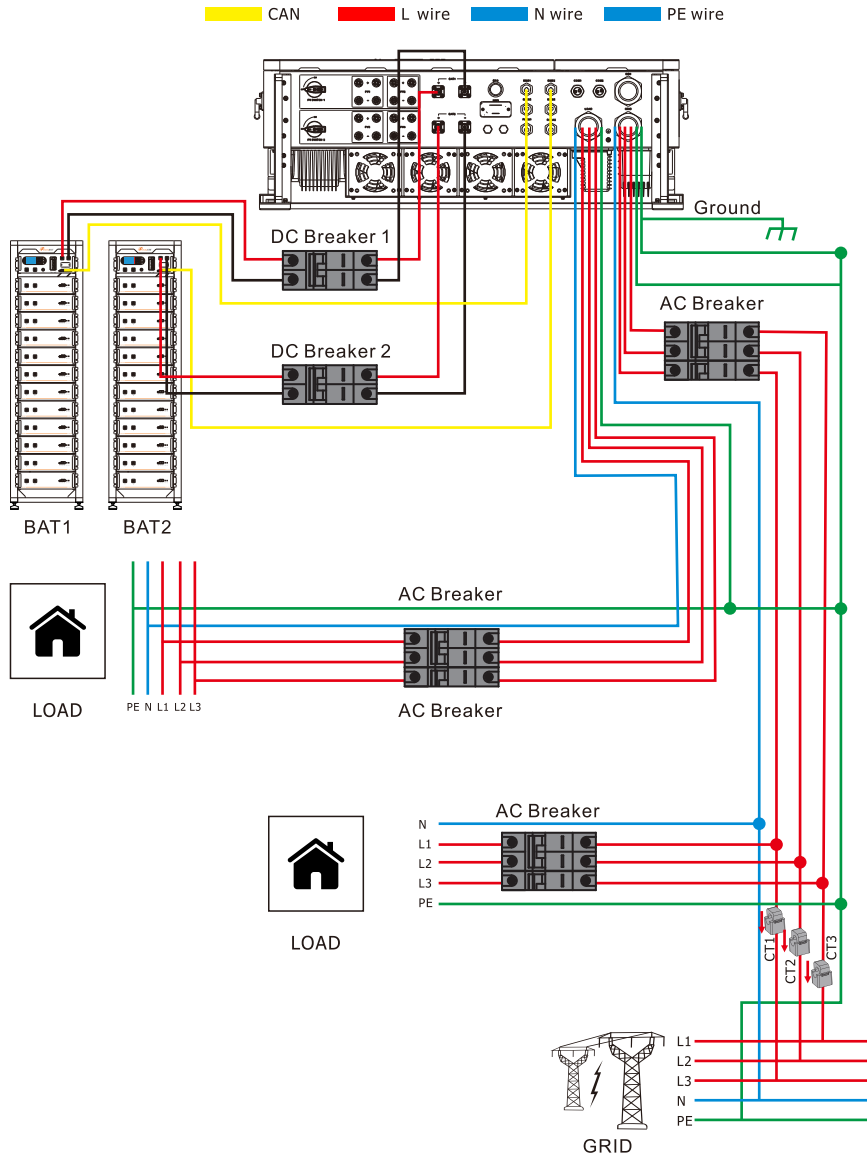 CAN
L wire
N wire
PE wire
Ground
DC Breaker 1
AC Breaker
DC Breaker 2
BAT1
BAT2
AC Breaker
LOAD
PE N L1 L2 L3
AC Breaker
AC Breaker
N
L1
L2
L3
PE
LOAD
CT1
CT2
CT3
L1
L2
L3
N
PE
GRID